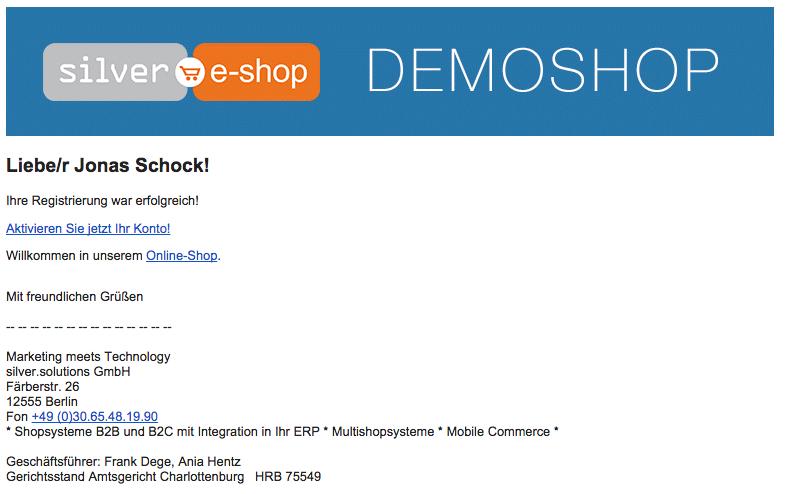 silver e-shop DEMOSHOP
Liebe/r Jonas Schock!
Ihre Registrierung war erfolgreich!
Aktivieren Sie jetzt Ihr Konto!
Willkommen in unserem Online-Shop.
Mit freundlichen Grüßen
-- -- -- -- -- -- -- -- -- -- -- -- -- --
Marketing meets Technology
silver.solutions GmbH
Färberstr. 26
12555 Berlin
Fon +49 (0)30.65.48.19.90
* Shopsysteme B2B und B2C mit Integration in Ihr ERP * Multishopsysteme * Mobile Commerce *
Geschäftsführer: Frank Dege, Ania Hentz
Gerichtsstand Amtsgericht Charlottenburg   HRB 75549